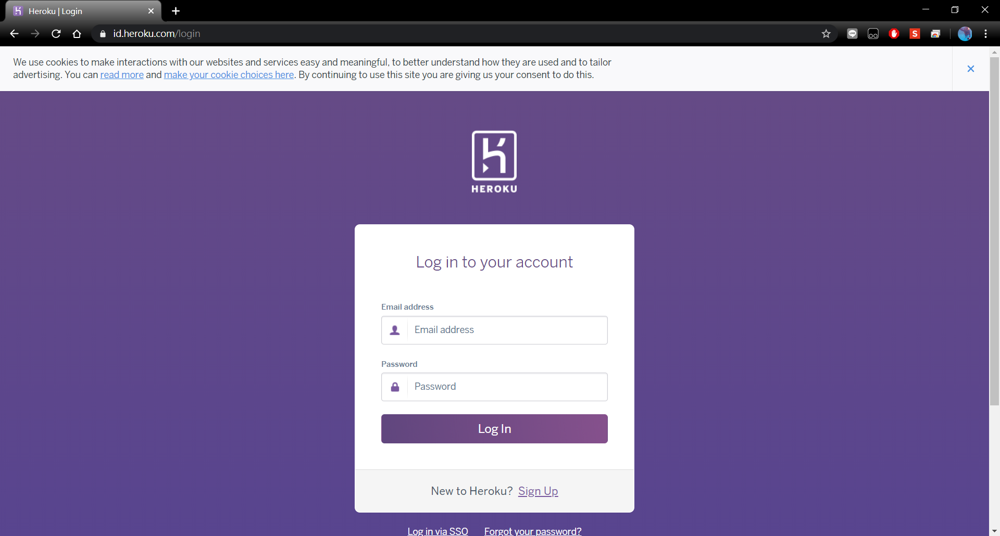 Heroku | Login
id.heroku.com/login
We use cookies to make interactions with our websites and services easy and meaningful, to better understand how they are used and to tailor
advertising. You can read more and make your cookie choices here. By continuing to use this site you are giving us your consent to do this.
HEROKU
Log in to your account
Email address
Email address
Password
Password
Log In
New to Heroku? Sign Up
Log in via SSO Forgot your password?